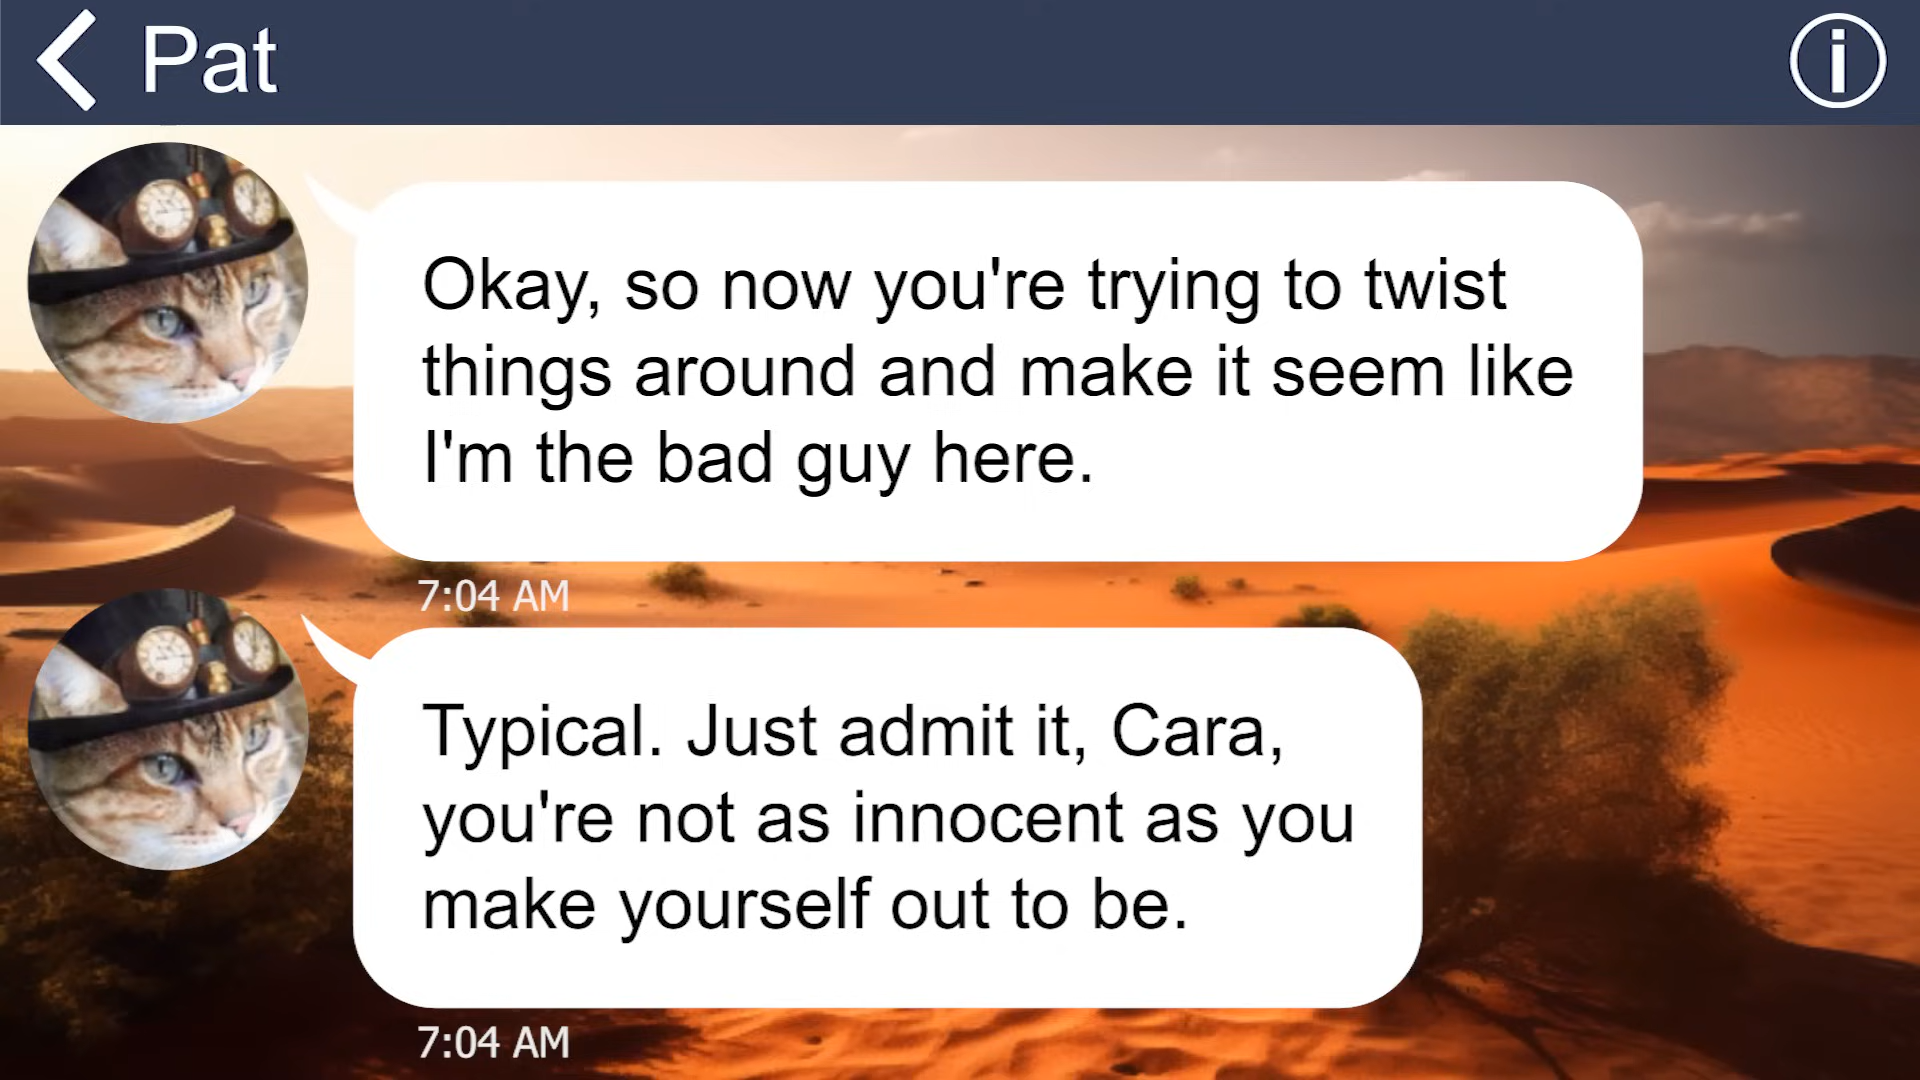 Pat
Okay, so now you're trying to twist
things around and make it seem like
I'm the bad guy here.
7:04 AM
Typical. Just admit it, Cara,
you're not as innocent as you
make yourself out to be.
7:04 AM